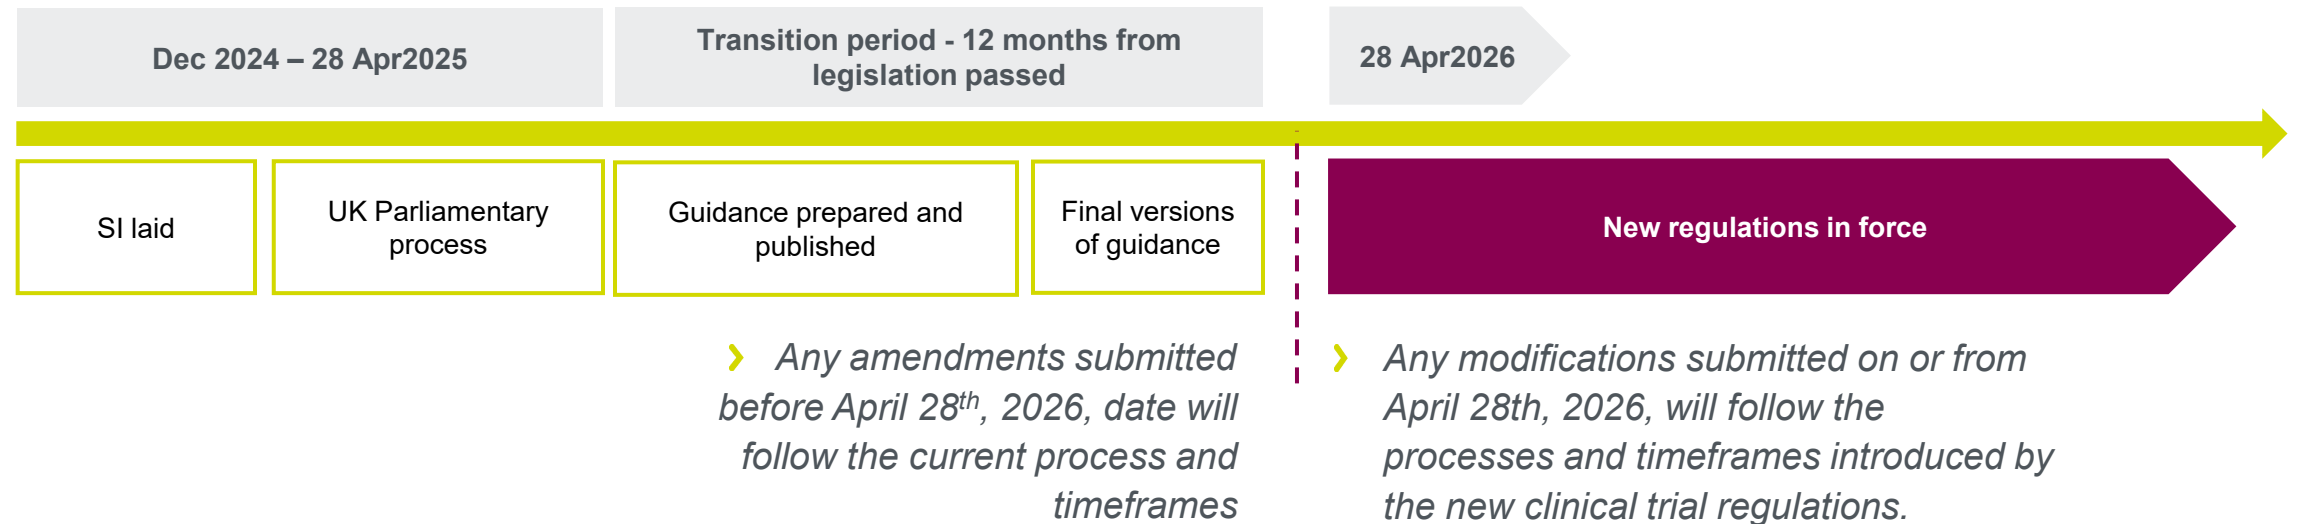 Dec 2024 – 28 Apr2025
Transition period - 12 months from
legislation passed
28 Apr2026
SI laid
UK Parliamentary
process
Guidance prepared and
published
Final versions
of guidance
New regulations in force
Any amendments submitted
before April 28th, 2026, date will
follow the current process and
timeframes
Any modifications submitted on or from
April 28th, 2026, will follow the
processes and timeframes introduced by
the new clinical trial regulations.